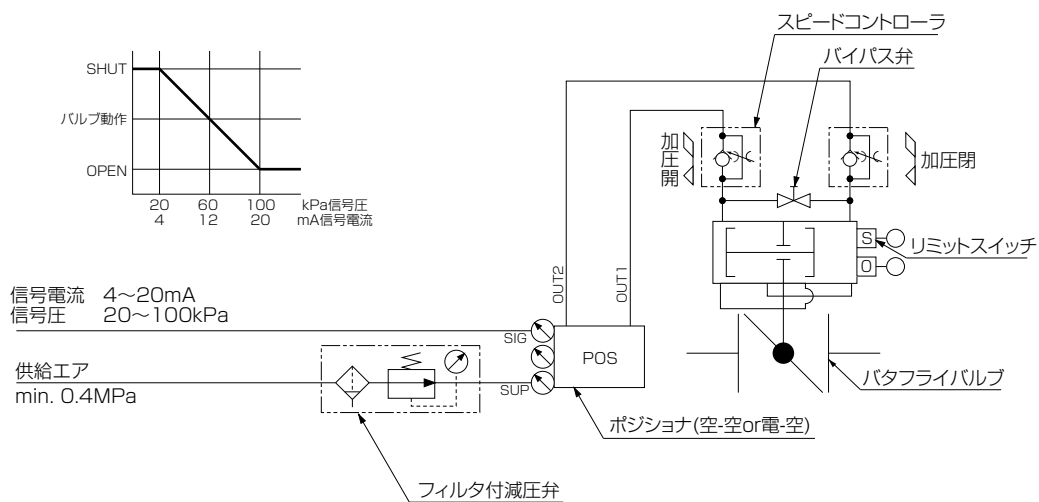 スピードコントローラ
バイパス弁
SHUT
バルブ動作
OPEN
20 60 100 kPa信号圧
4 12 20 mA信号電流
加圧開
加圧閉
S
O
リミットスイッチ
OUT2
OUT1
信号電流 4～20mA
信号圧 20～100kPa
SIG
POS
供給エア
min. 0.4MPa
SUP
バタフライバルブ
ポジショナ(空-空or電-空)
フィルタ付減圧弁